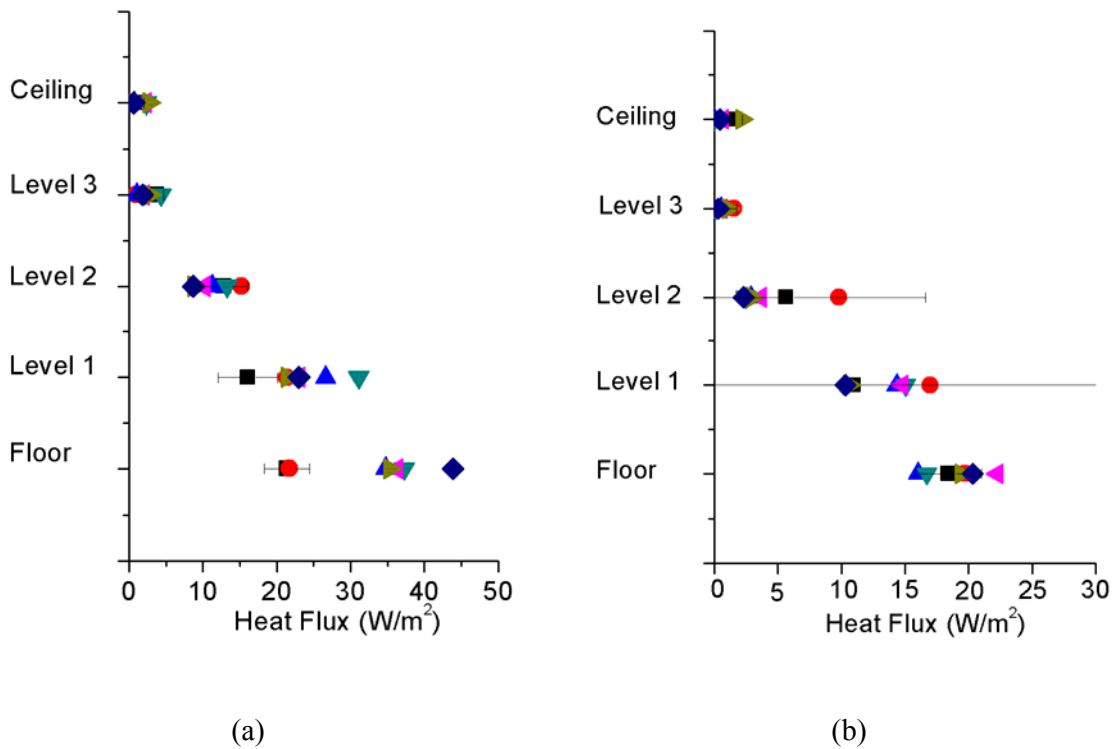 Ceiling
Level 3
Level 2
Level 1
Floor
0 10 20 30 40 50
Heat Flux (W/m²)
(a)
Ceiling
Level 3
Level 2
Level 1
Floor
0 5 10 15 20 25 30
Heat Flux (W/m²)
(b)